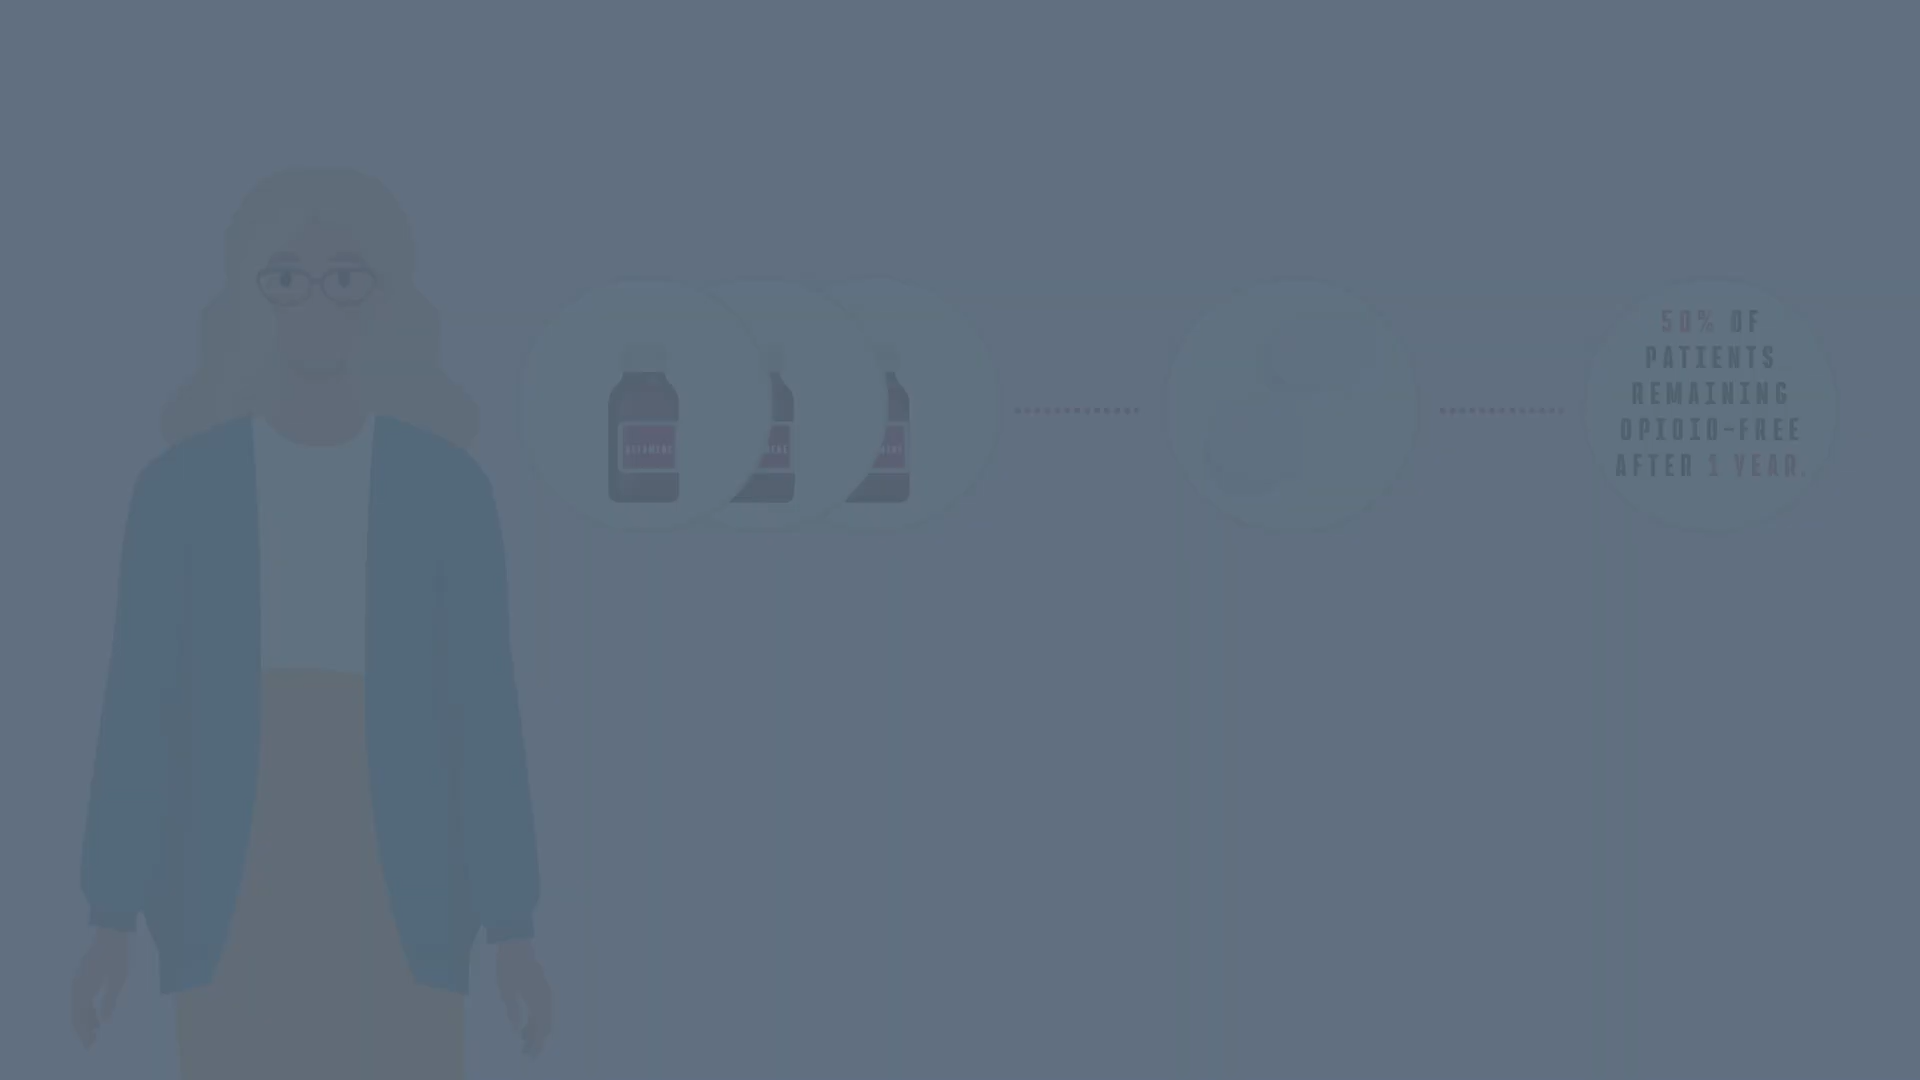 50% OF
PATIENTS
REMAINING
OPIOID-FREE
AFTER 1 YEAR.